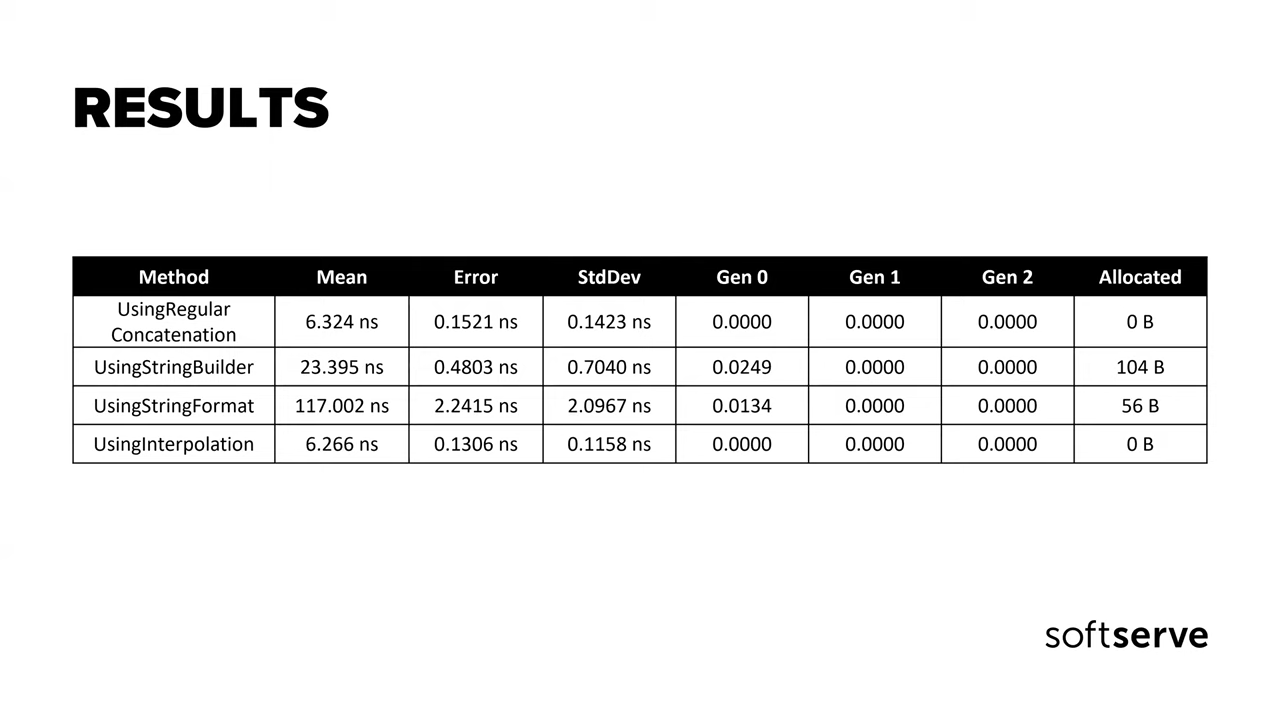 RESULTS
Method Mean Error StdDev Gen 0 Gen 1 Gen 2 Allocated
UsingRegular
Concatenation 6.324 ns 0.1521 ns 0.1423 ns 0.0000 0.0000 0.0000 0 B
UsingStringBuilder 23.395 ns 0.4803 ns 0.7040 ns 0.0249 0.0000 0.0000 104 B
UsingStringFormat 117.002 ns 2.2415 ns 2.0967 ns 0.0134 0.0000 0.0000 56 B
UsingInterpolation 6.266 ns 0.1306 ns 0.1158 ns 0.0000 0.0000 0.0000 0 B
softserve